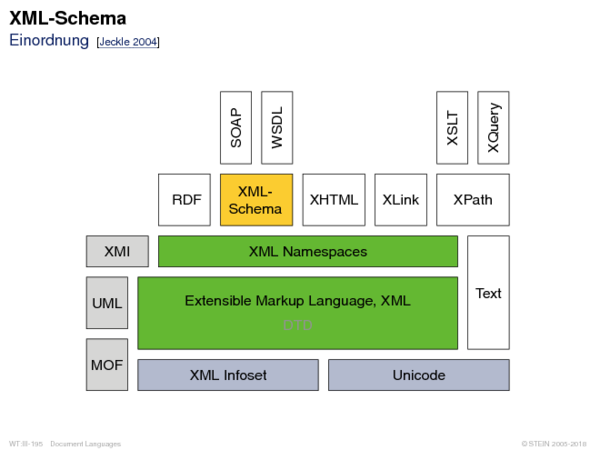 XML-Schema
Einordnung [Jeckle 2004]
SOAP
WSDL
XSLT
XQuery
RDF
XML-
Schema
XHTML
XLink
XPath
XMI
XML Namespaces
UML
Extensible Markup Language, XML
DTD
Text
MOF
XML Infoset
Unicode
WT:III-195 Document Languages
© STEIN 2005-2018